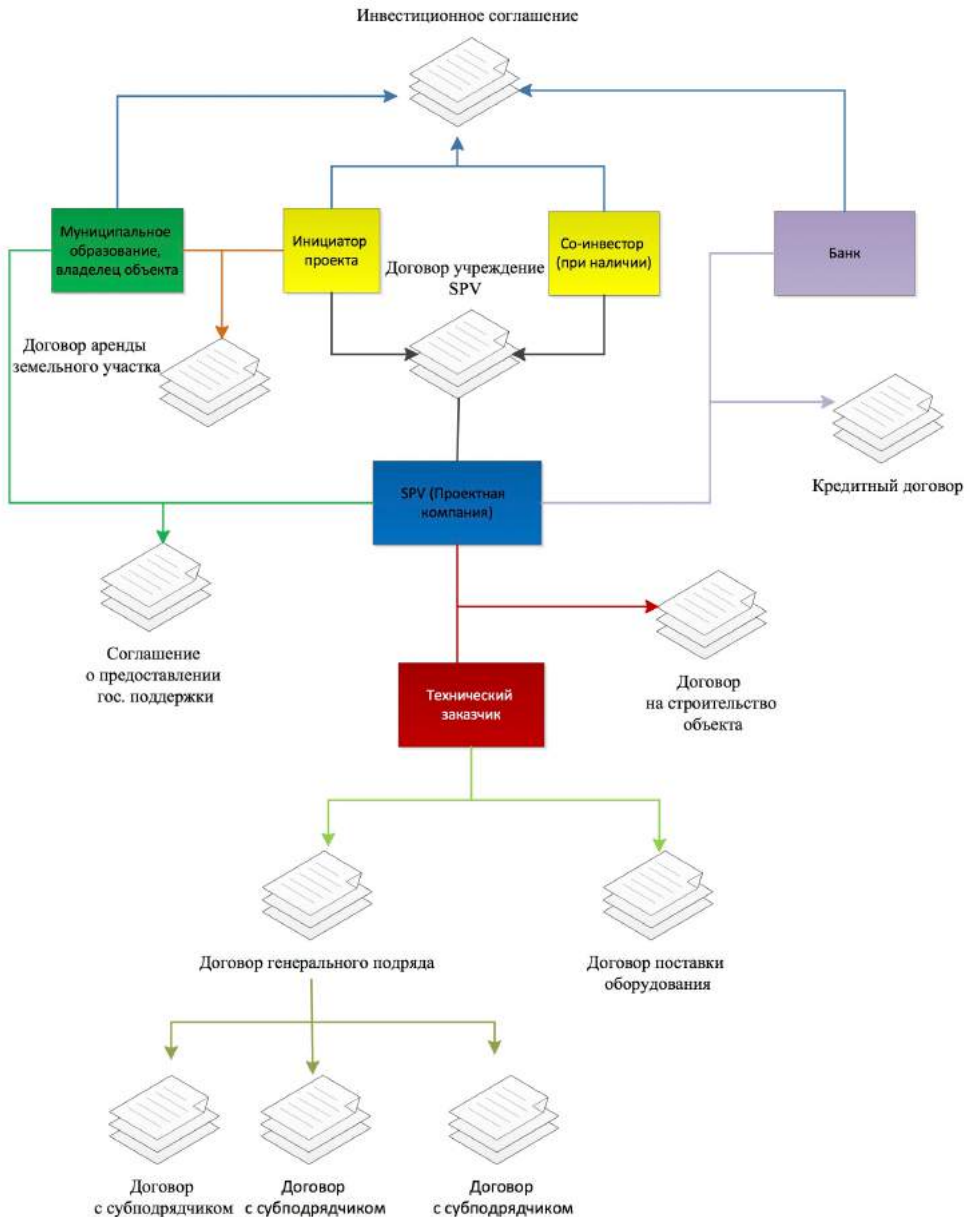 Инвестиционное соглашение
Муниципальное
образование,
владелец объекта
Инициатор
проекта
Со-инвестор
(при наличии)
Банк
Договор учреждение
SPV
Договор аренды
земельного участка
Кредитный договор
SPV (Проектная
компания)
Соглашение
о предоставлении
гос. поддержки
Технический
заказчик
Договор
на строительство
объекта
Договор генерального подряда
Договор поставки
оборудования
Договор
с субподрядчиком
Договор
с субподрядчиком
Договор
с субподрядчиком